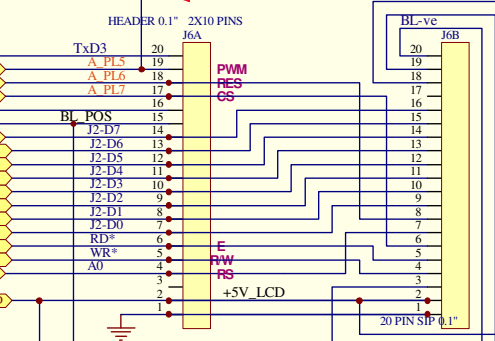 HEADER 0.1" 2X10 PINS
J6A
BL-ve
J6B
TxD3 20 20
A_PL5 19 PWM 19
A_PL6 18 RES 18
A_PL7 17 CS 17
16 16
BL_POS 15 15
J2-D7 14 14
J2-D6 13 13
J2-D5 12 12
J2-D4 11 11
J2-D3 10 10
J2-D2 9 9
J2-D1 8 8
J2-D0 7 7
RD* 6 E 6
WR* 5 R/W 5
A0 4 RS 4
3 3
2 +5V_LCD 2
1 1
20 PIN SIP 0.1"